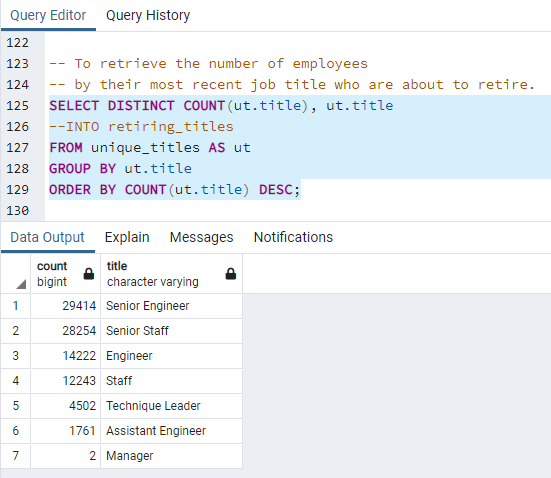 Query Editor Query History
122
123 -- To retrieve the number of employees
124 -- by their most recent job title who are about to retire.
125 SELECT DISTINCT COUNT(ut.title), ut.title
126 --INTO retiring_titles
127 FROM unique_titles AS ut
128 GROUP BY ut.title
129 ORDER BY COUNT(ut.title) DESC;
130
Data Output Explain Messages Notifications
count title
bigint character varying
1 29414 Senior Engineer
2 28254 Senior Staff
3 14222 Engineer
4 12243 Staff
5 4502 Technique Leader
6 1761 Assistant Engineer
7 2 Manager